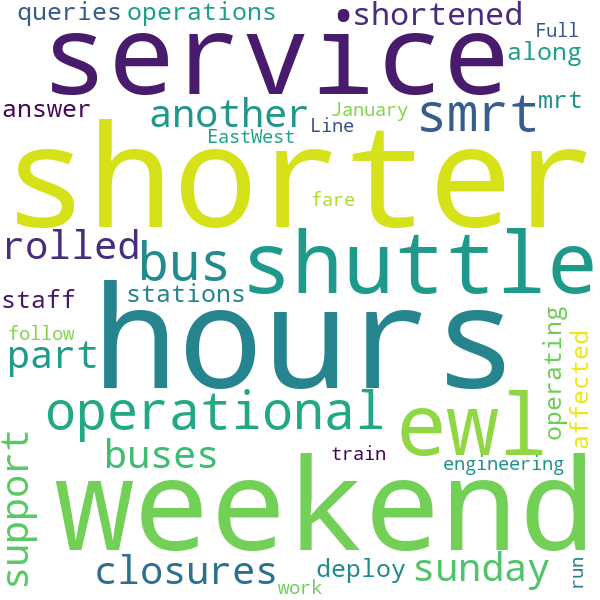 queries operations shortened Full
service along
answer another January smrt mrt
EastWest Line
shorter
fare
rolled bus shuttle
staff stations
hours
follow part operating affected
operational ewl
support buses train engineering
weekend
closures deploy sunday run
work